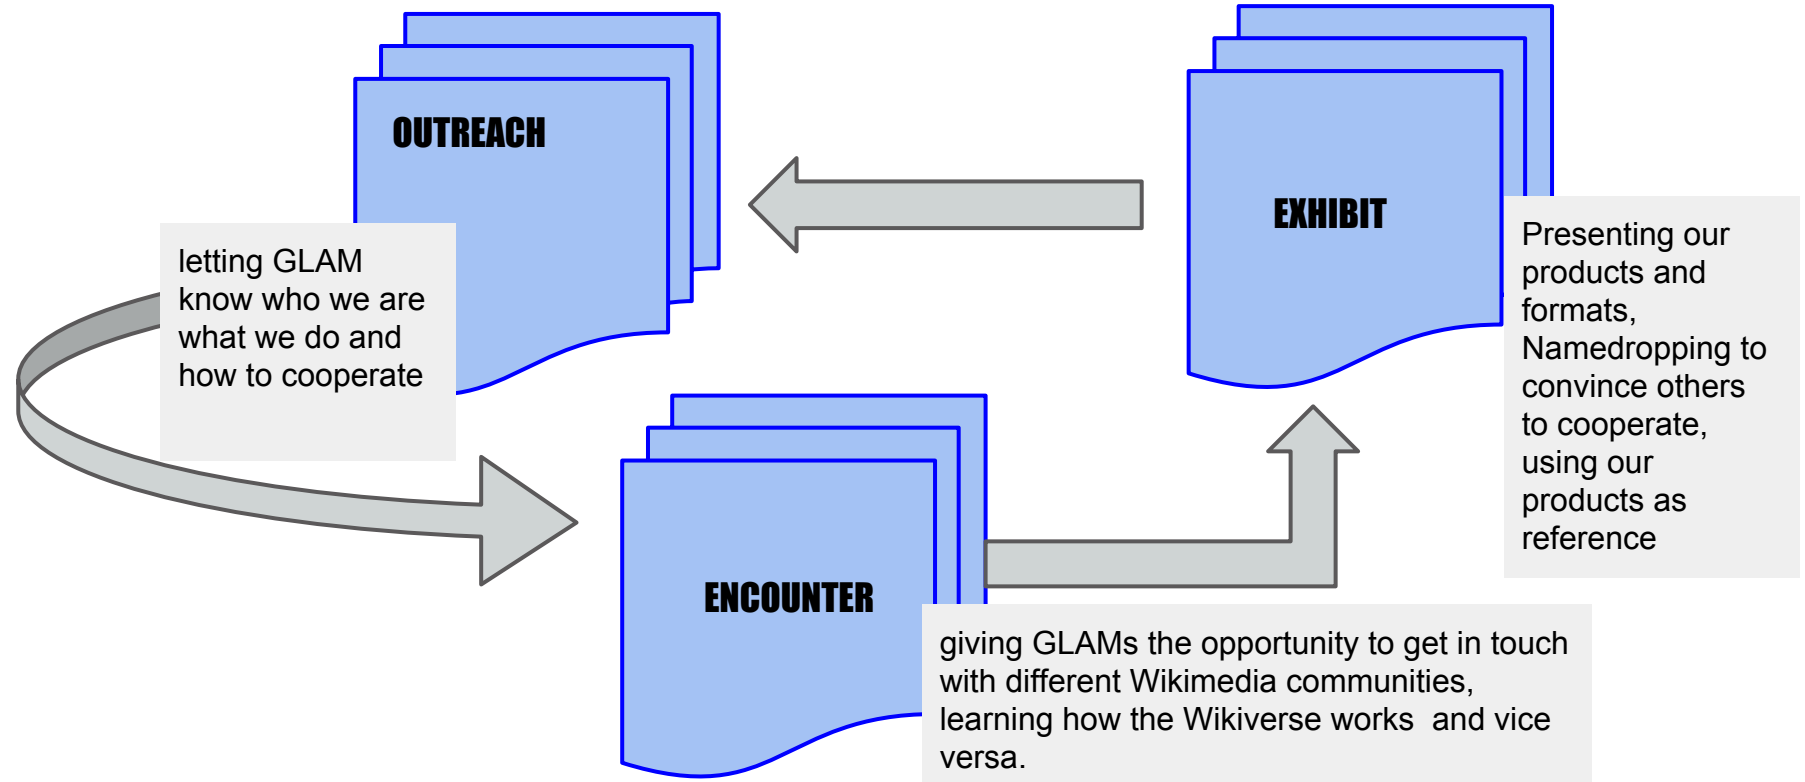 OUTREACH
letting GLAM
know who we are
what we do and
how to cooperate
EXHIBIT
Presenting our
products and
formats,
Namedropping to
convince others
to cooperate,
using our
products as
reference
ENCOUNTER
giving GLAMs the opportunity to get in touch
with different Wikimedia communities,
learning how the Wikiverse works  and vice
versa.